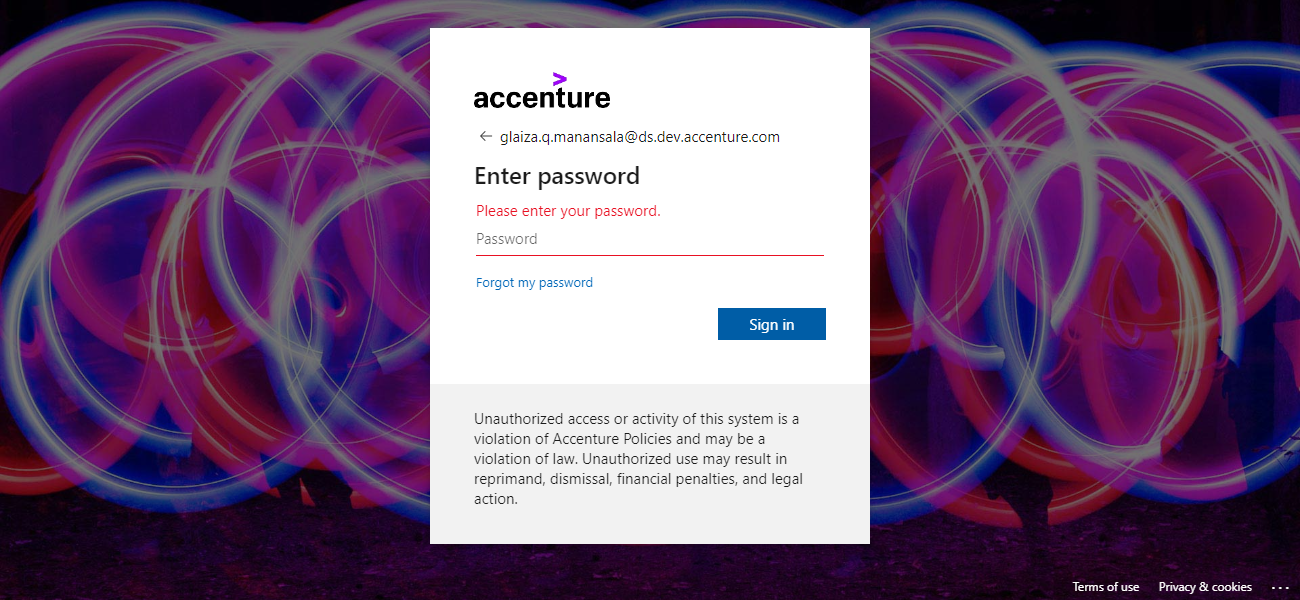 accenture
glaiza.q.manansala@ds.dev.accenture.com
Enter password
Please enter your password.
Password
Forgot my password
Sign in
Unauthorized access or activity of this system is a
violation of Accenture Policies and may be a
violation of law. Unauthorized use may result in
reprimand, dismissal, financial penalties, and legal
action.
Terms of use Privacy & cookies ...